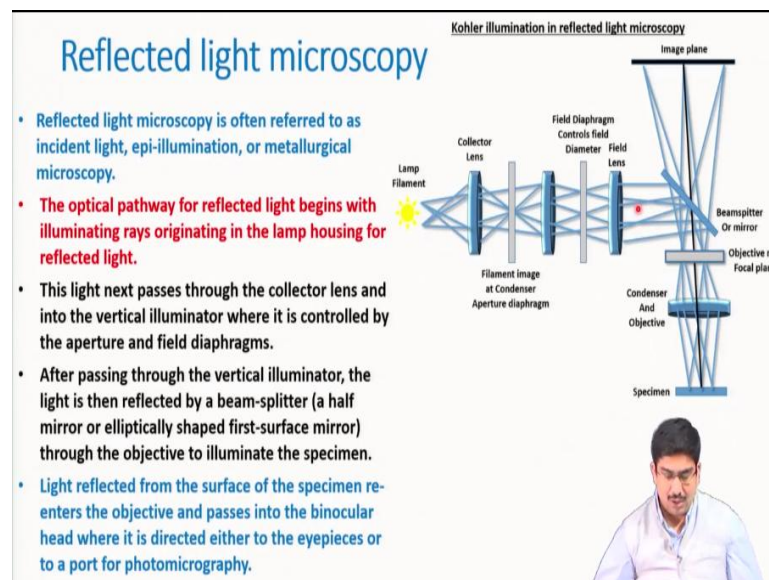 Reflected light microscopy
• Reflected light microscopy is often referred to as
incident light, epi-illumination, or metallurgical
microscopy.
• The optical pathway for reflected light begins with
illuminating rays originating in the lamp housing for
reflected light.
• This light next passes through the collector lens and
into the vertical illuminator where it is controlled by
the aperture and field diaphragms.
• After passing through the vertical illuminator, the
light is then reflected by a beam-splitter (a half
mirror or elliptically shaped first-surface mirror)
through the objective to illuminate the specimen.
• Light reflected from the surface of the specimen re-
enters the objective and passes into the binocular
head where it is directed either to the eyepieces or
to a port for photomicrography.
Kohler illumination in reflected light microscopy
Image plane
Lamp
Filament
Collector
Lens
Field Diaphragm
Controls field
Diameter
Field
Lens
Filament image
at Condenser
Aperture diaphragm
Beamspitter
Or mirror
Objective
Focal
Condenser
And
Objective
Specimen